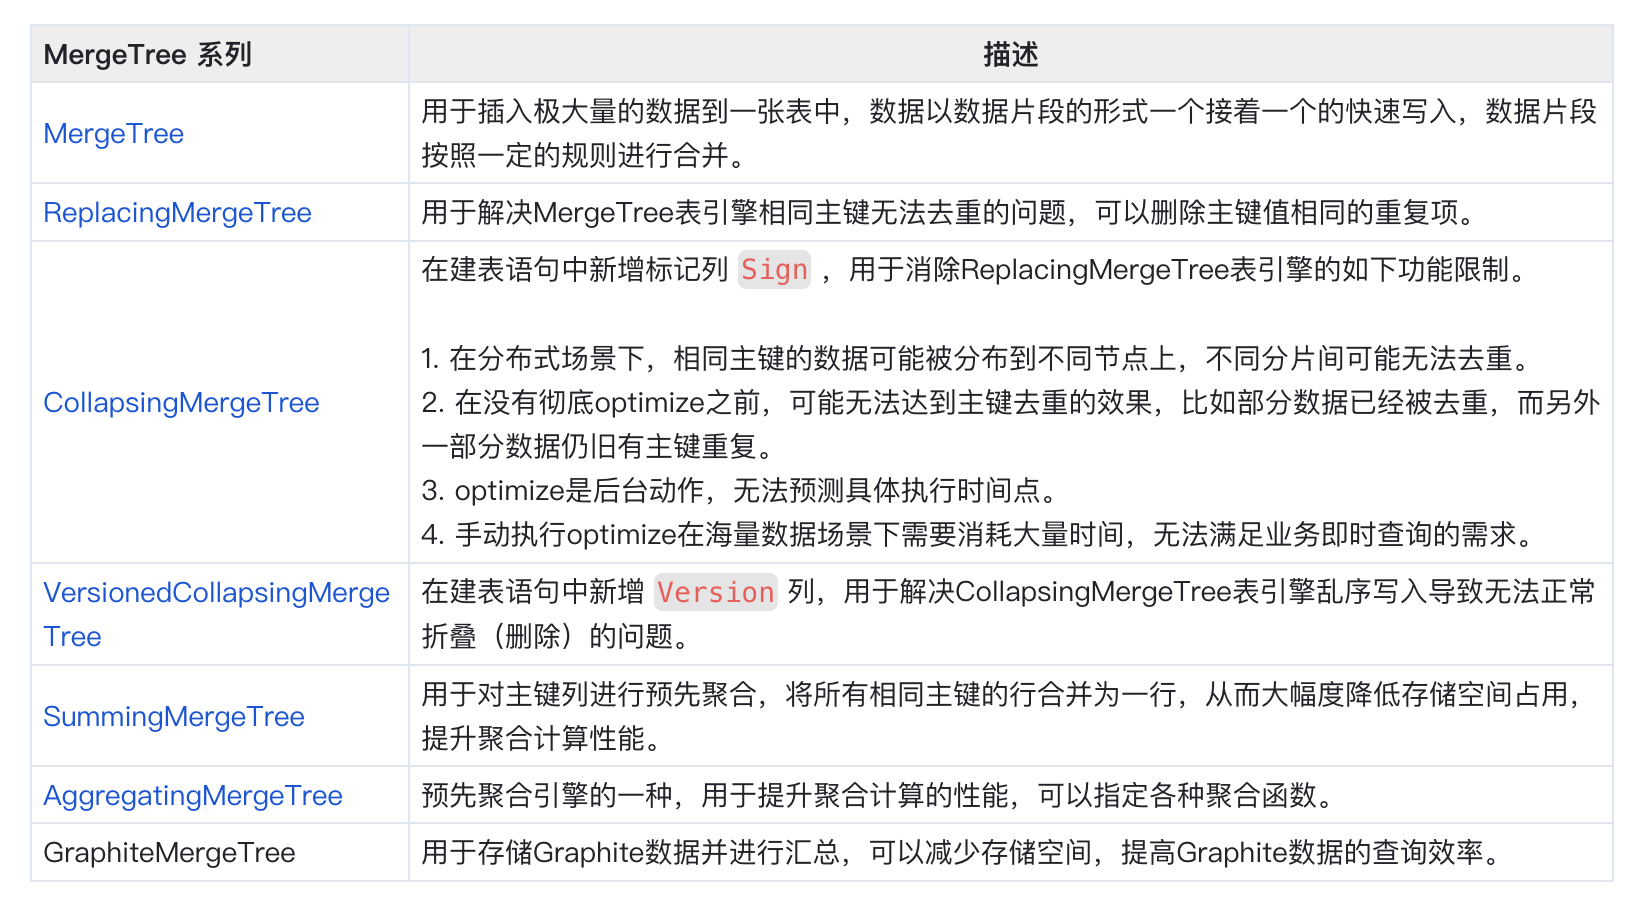 MergeTree 系列
描述
MergeTree
用于插入极大量的数据到一张表中，数据以数据片段的形式一个接着一个的快速写入，数据片段
按照一定的规则进行合并。
ReplacingMergeTree
用于解决MergeTree表引擎相同主键无法去重的问题，可以删除主键值相同的重复项。
CollapsingMergeTree
在建表语句中新增标记列 Sign ，用于消除ReplacingMergeTree表引擎的如下功能限制。
1. 在分布式场景下，相同主键的数据可能被分布到不同节点上，不同分片间可能无法去重。
2. 在没有彻底optimize之前，可能无法达到主键去重的效果，比如部分数据已经被去重，而另外
一部分数据仍旧有主键重复。
3. optimize是后台动作，无法预测具体执行时间点。
4. 手动执行optimize在海量数据场景下需要消耗大量时间，无法满足业务即时查询的需求。
VersionedCollapsingMerge
Tree
在建表语句中新增 Version 列，用于解决CollapsingMergeTree表引擎乱序写入导致无法正常
折叠（删除）的问题。
SummingMergeTree
用于对主键列进行预先聚合，将所有相同主键的行合并为一行，从而大幅度降低存储空间占用，
提升聚合计算性能。
AggregatingMergeTree
预先聚合引擎的一种，用于提升聚合计算的性能，可以指定各种聚合函数。
GraphiteMergeTree
用于存储Graphite数据并进行汇总，可以减少存储空间，提高Graphite数据的查询效率。